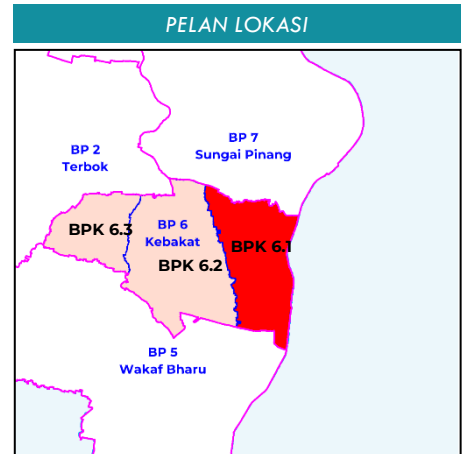 PELAN LOKASI
BP 7
Sungai Pinang
BP 2
Terbok
BPK 6.3
BP 6
Kebakat
BPK 6.1
BPK 6.2
BP 5
Wakaf Bharu